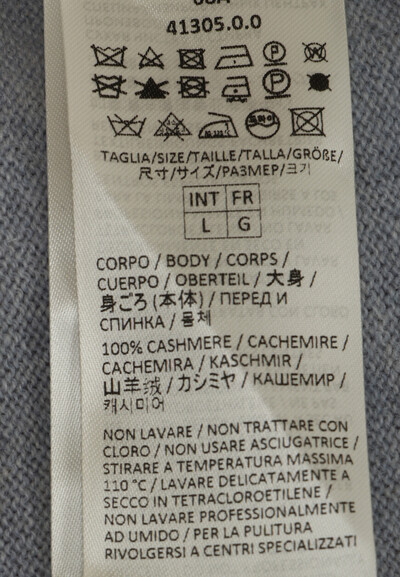 41305.0.0
TAGLIA/SIZE/TAILLE/TALLA/GRÖßE/
尺寸/サイズ/РАЗМЕР/크기
INT FR
L G
CORPO / BODY / CORPS /
CUERPO / OBERTEIL / 大身 /
身ごろ(本体) / ПЕРЕД И
СПИНКА / 몸체
100% CASHMERE / CACHEMIRE /
CACHEMIRA / KASCHMIR /
山羊绒 / カシミヤ / КАШЕМИР /
캐시미어
NON LAVARE / NON TRATTARE CON
CLORO / NON USARE ASCIUGATRICE /
STIRARE A TEMPERATURA MASSIMA
110 °C / LAVARE DELICATAMENTE A
SECCO IN TETRACLOROETILENE /
NON LAVARE PROFESSIONALMENTE
AD UMIDO / PER LA PULITURA
RIVOLGERSI A CENTRI SPECIALIZZATI